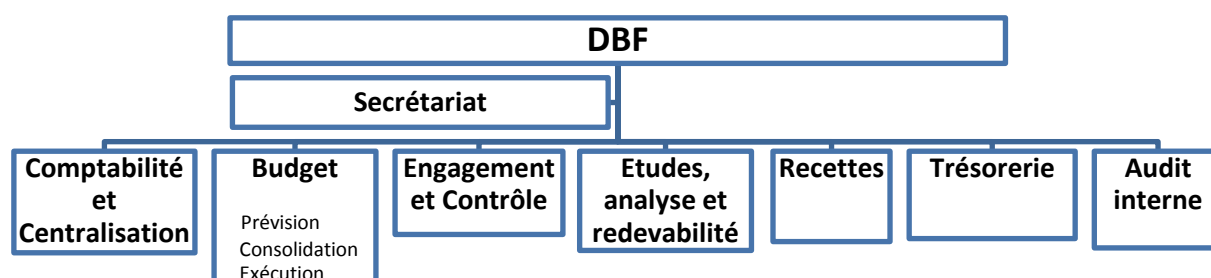 DBF
Secrétariat
Comptabilité
et
Centralisation
Budget
Prévision
Consolidation
Exécution
Engagement
et Contrôle
Etudes,
analyse et
redevabilité
Recettes
Trésorerie
Audit
interne